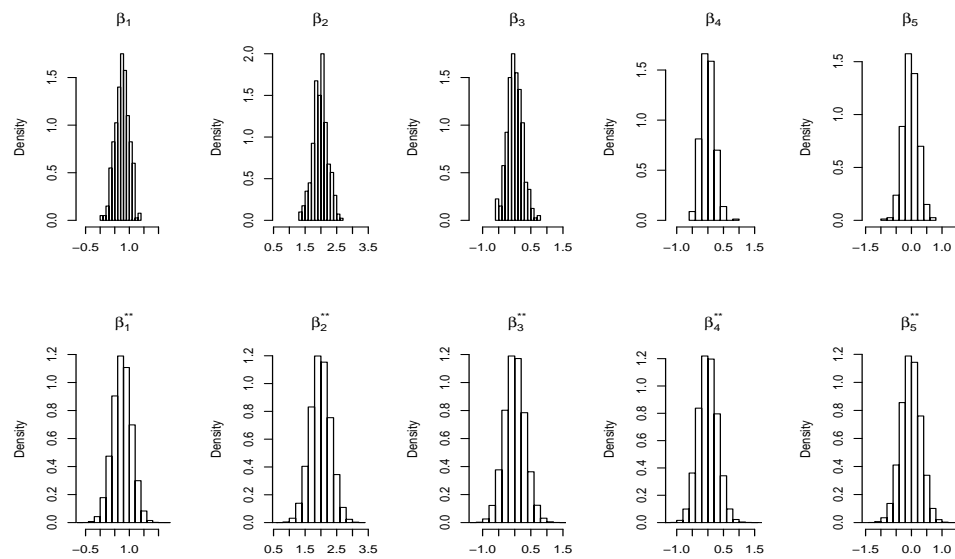 β1 β2 β3 β4 β5
Density Density Density Density Density
1.5 2.0 1.5 1.5 1.5
1.0 1.5 1.0 1.0 1.0
0.5 1.0 0.5 0.5 0.5
0.0 0.5 0.0 0.0 0.0
0.0
−0.5 1.0 0.5 1.5 2.5 3.5 −1.0 0.5 1.5 −1.0 0.5 1.5 −1.5 0.0 1.0
β1** β2** β3** β4** β5**
Density Density Density Density Density
1.2 1.2 1.2 1.2 1.2
1.0 1.0 1.0 1.0 1.0
0.8 0.8 0.8 0.8 0.8
0.6 0.6 0.6 0.6 0.6
0.4 0.4 0.4 0.4 0.4
0.2 0.2 0.2 0.2 0.2
0.0 0.0 0.0 0.0 0.0
−0.5 1.0 0.5 1.5 2.5 3.5 −1.0 0.5 1.5 −1.0 0.5 1.5 −1.5 0.0 1.0